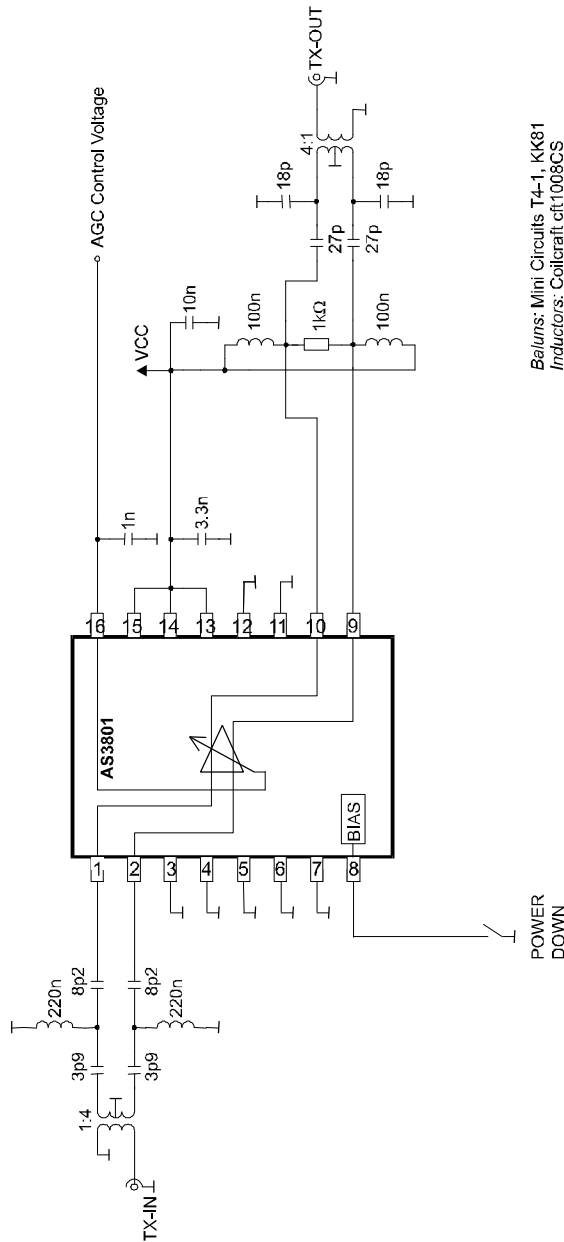 AGC Control Voltage
TX-OUT
4:1
18p
18p
27p
27p
10n
100n
1kΩ
100n
VCC
1n
3.3n
16
15
14
13
12
11
10
9
AS3801
BIAS
1
2
3
4
5
6
7
8
8p2
8p2
220n
220n
3p9
3p9
1:4
TX-IN
POWER
DOWN
Baluns: Mini Circuits T4-1, KK81
Inductors: Coilcraft cft1008CS